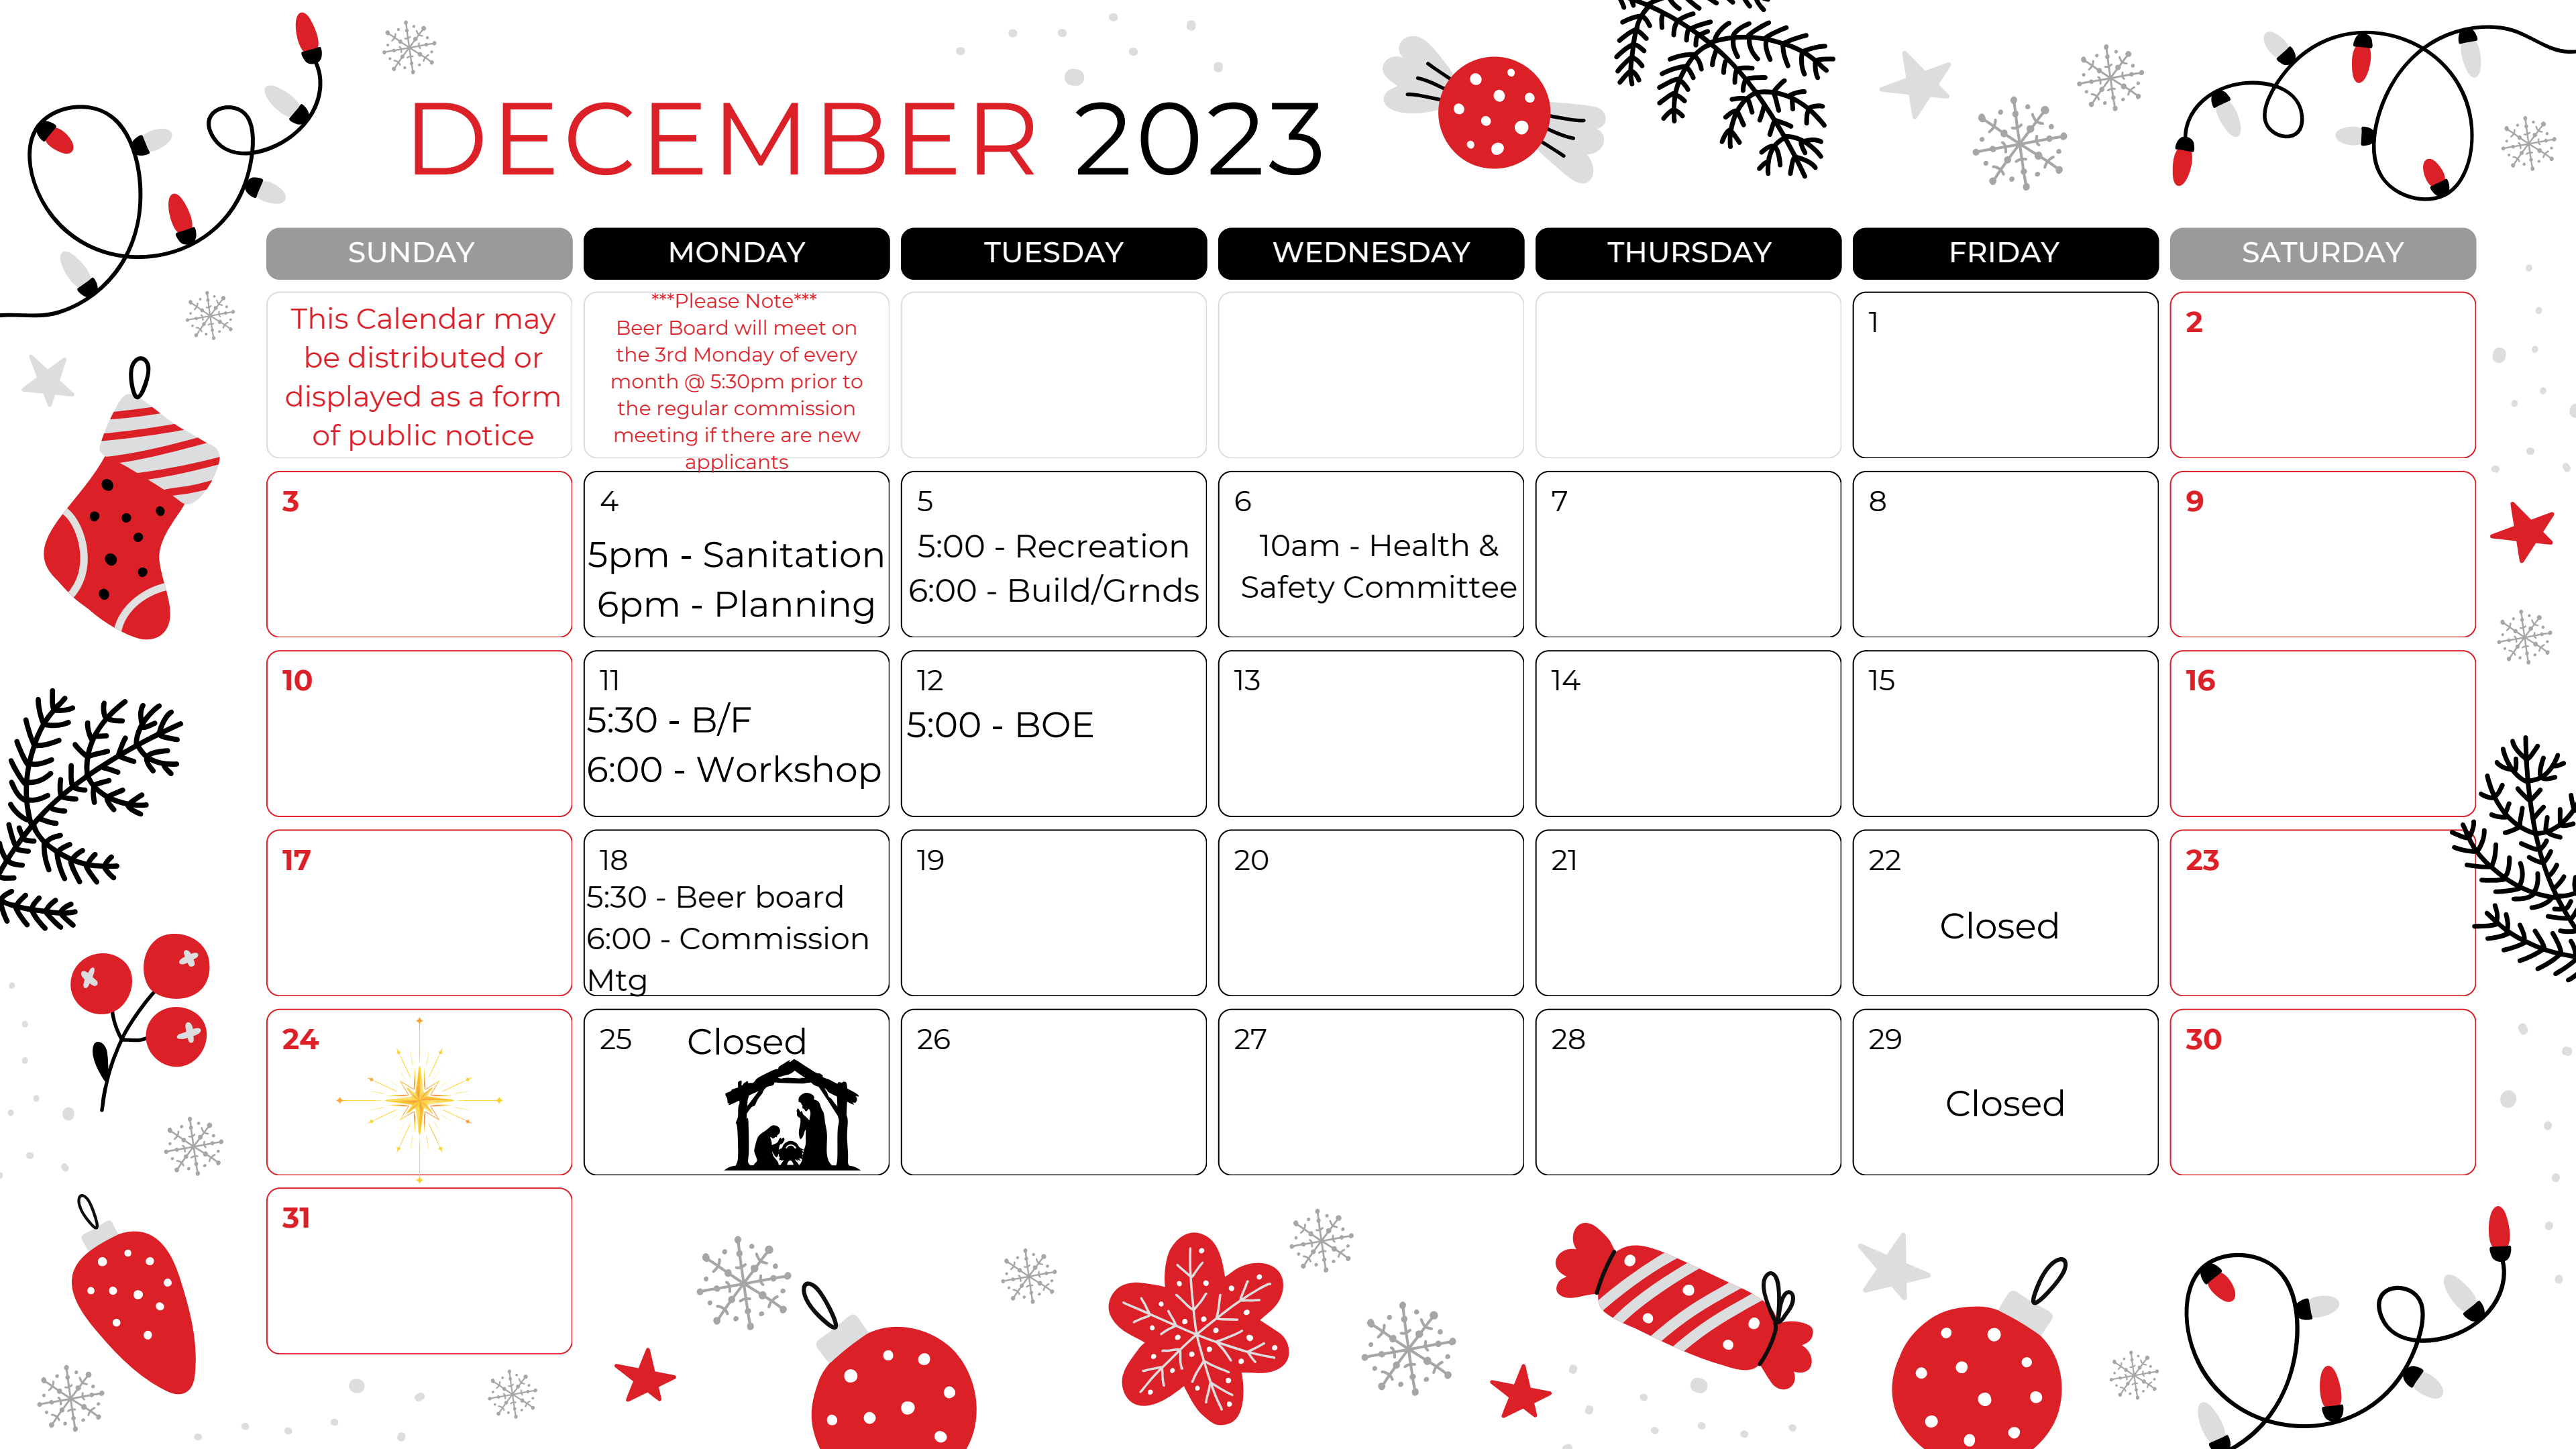 DECEMBER 2023
SUNDAY
MONDAY
TUESDAY
WEDNESDAY
THURSDAY
FRIDAY
SATURDAY
This Calendar may
be distributed or
displayed as a form
of public notice
***Please Note***
Beer Board will meet on
the 3rd Monday of every
month @ 5:30pm prior to
the regular commission
meeting if there are new
applicants
1
2
3
4
5pm - Sanitation
6pm - Planning
5
5:00 - Recreation
6:00 - Build/Grnds
6
10am - Health &
Safety Committee
7
8
9
10
11
5:30 - B/F
6:00 - Workshop
12
5:00 - BOE
13
14
15
16
17
18
5:30 - Beer board
6:00 - Commission
Mtg
19
20
21
22
Closed
23
24
25
Closed
26
27
28
29
Closed
30
31